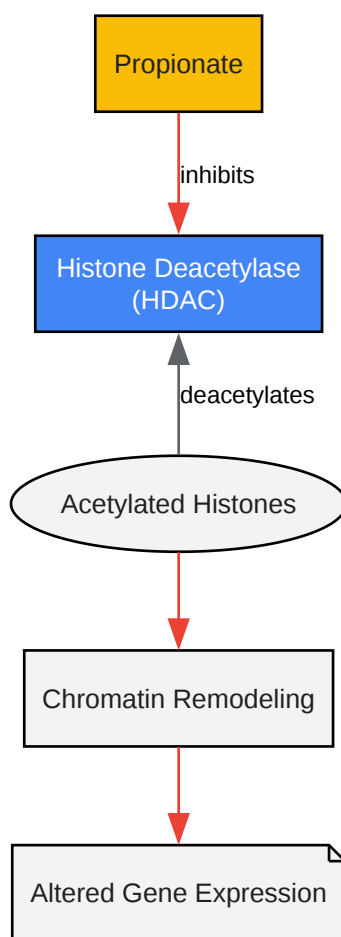 Propionate
inhibits
Histone Deacetylase
(HDAC)
deacetylates
Acetylated Histones
Chromatin Remodeling
Altered Gene Expression